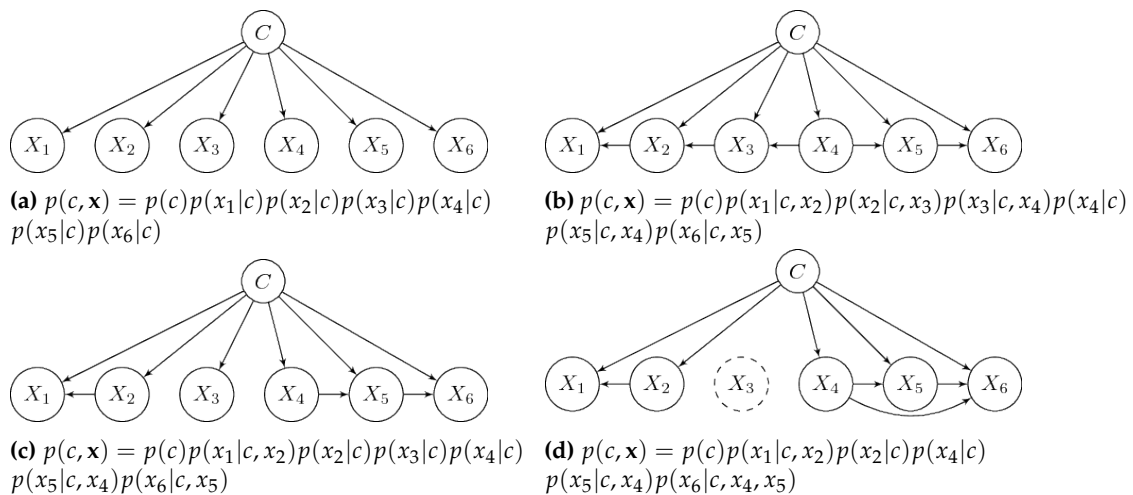 C
X₁ X₂ X₃ X₄ X₅ X₆
(a) p(c, x) = p(c)p(x₁|c)p(x₂|c)p(x₃|c)p(x₄|c)
p(x₅|c)p(x₆|c)
C
X₁ X₂ X₃ X₄ X₅ X₆
(b) p(c, x) = p(c)p(x₁|c, x₂)p(x₂|c, x₃)p(x₃|c, x₄)p(x₄|c)
p(x₅|c, x₄)p(x₆|c, x₅)
C
X₁ X₂ X₃ X₄ X₅ X₆
(c) p(c, x) = p(c)p(x₁|c, x₂)p(x₂|c)p(x₃|c)p(x₄|c)
p(x₅|c, x₄)p(x₆|c, x₅)
C
X₁ X₂ X₃ X₄ X₅ X₆
(d) p(c, x) = p(c)p(x₁|c, x₂)p(x₂|c)p(x₄|c)
p(x₅|c, x₄)p(x₆|c, x₄, x₅)